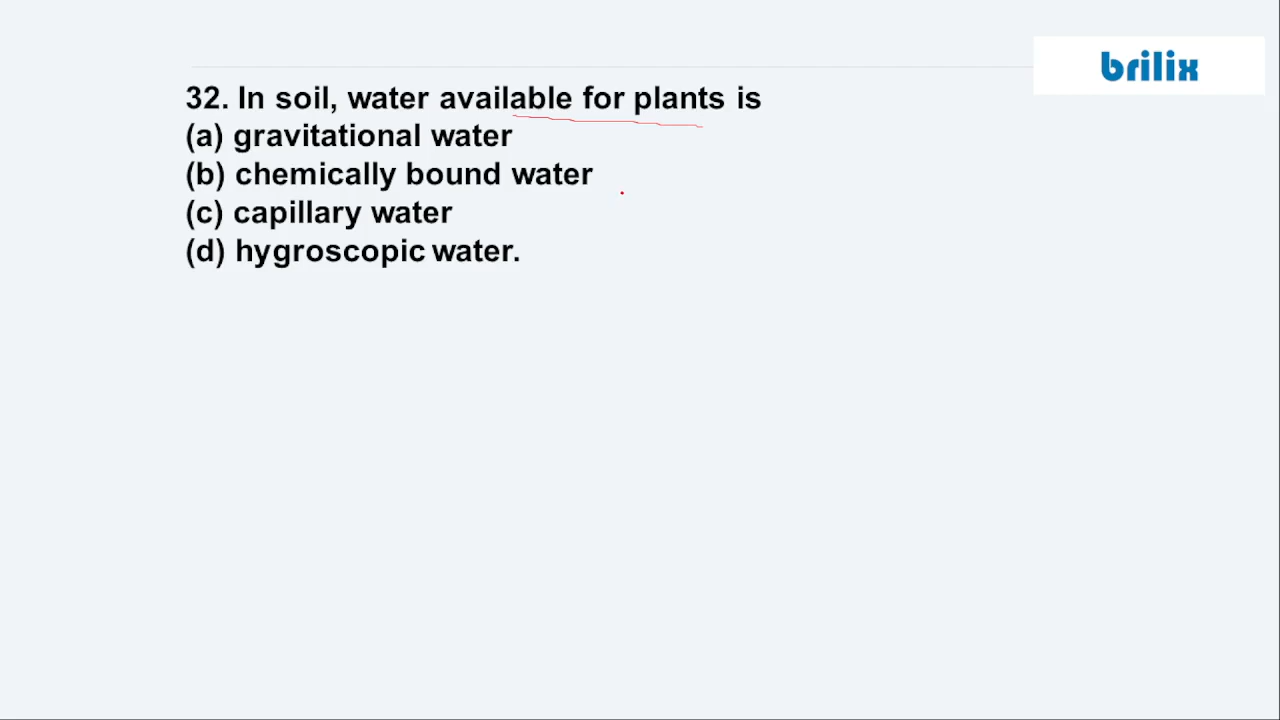 brilix
32. In soil, water available for plants is
(a) gravitational water
(b) chemically bound water
(c) capillary water
(d) hygroscopic water.